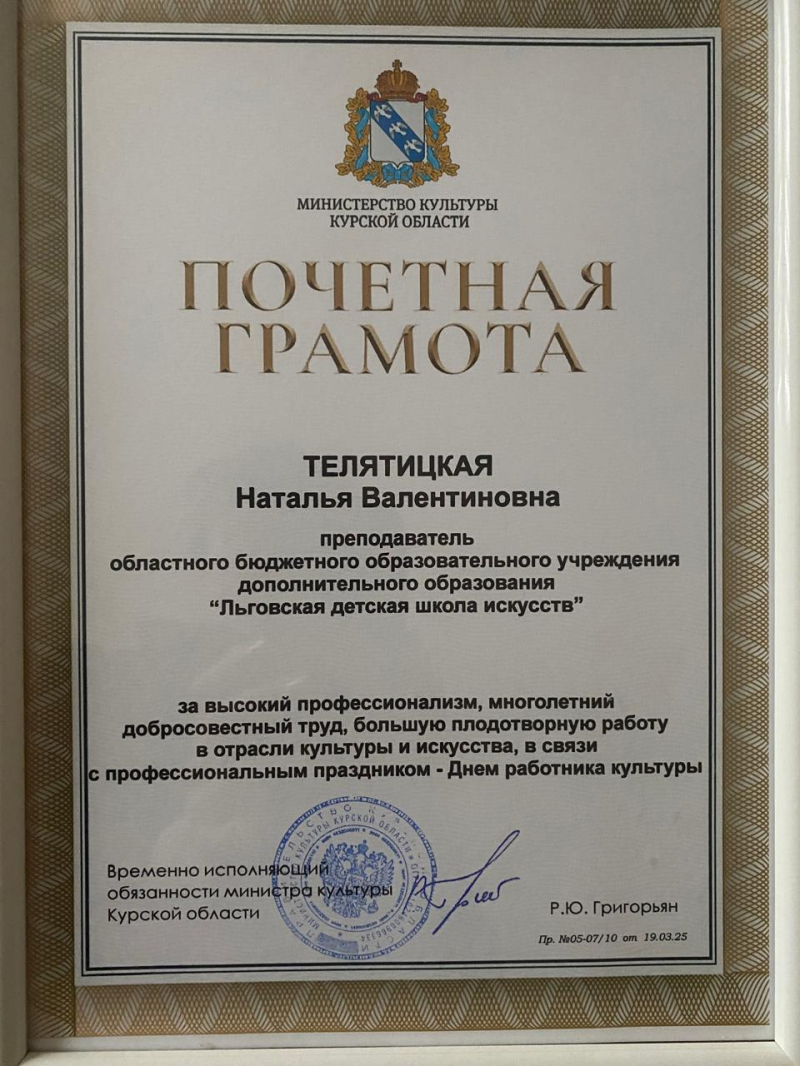 МИНИСТЕРСТВО КУЛЬТУРЫ
КУРСКОЙ ОБЛАСТИ
ПОЧЕТНАЯ
ГРАМОТА
ТЕЛЯТИЦКАЯ
Наталья Валентиновна
преподаватель
областного бюджетного образовательного учреждения
дополнительного образования
“Льговская детская школа искусств”
за высокий профессионализм, многолетний
добросовестный труд, большую плодотворную работу
в отрасли культуры и искусства, в связи
с профессиональным праздником - Днем работника культуры
Временно исполняющий
обязанности министра культуры
Курской области
Р.Ю. Григорьян
Пр. №05-07/10 от 19.03.25